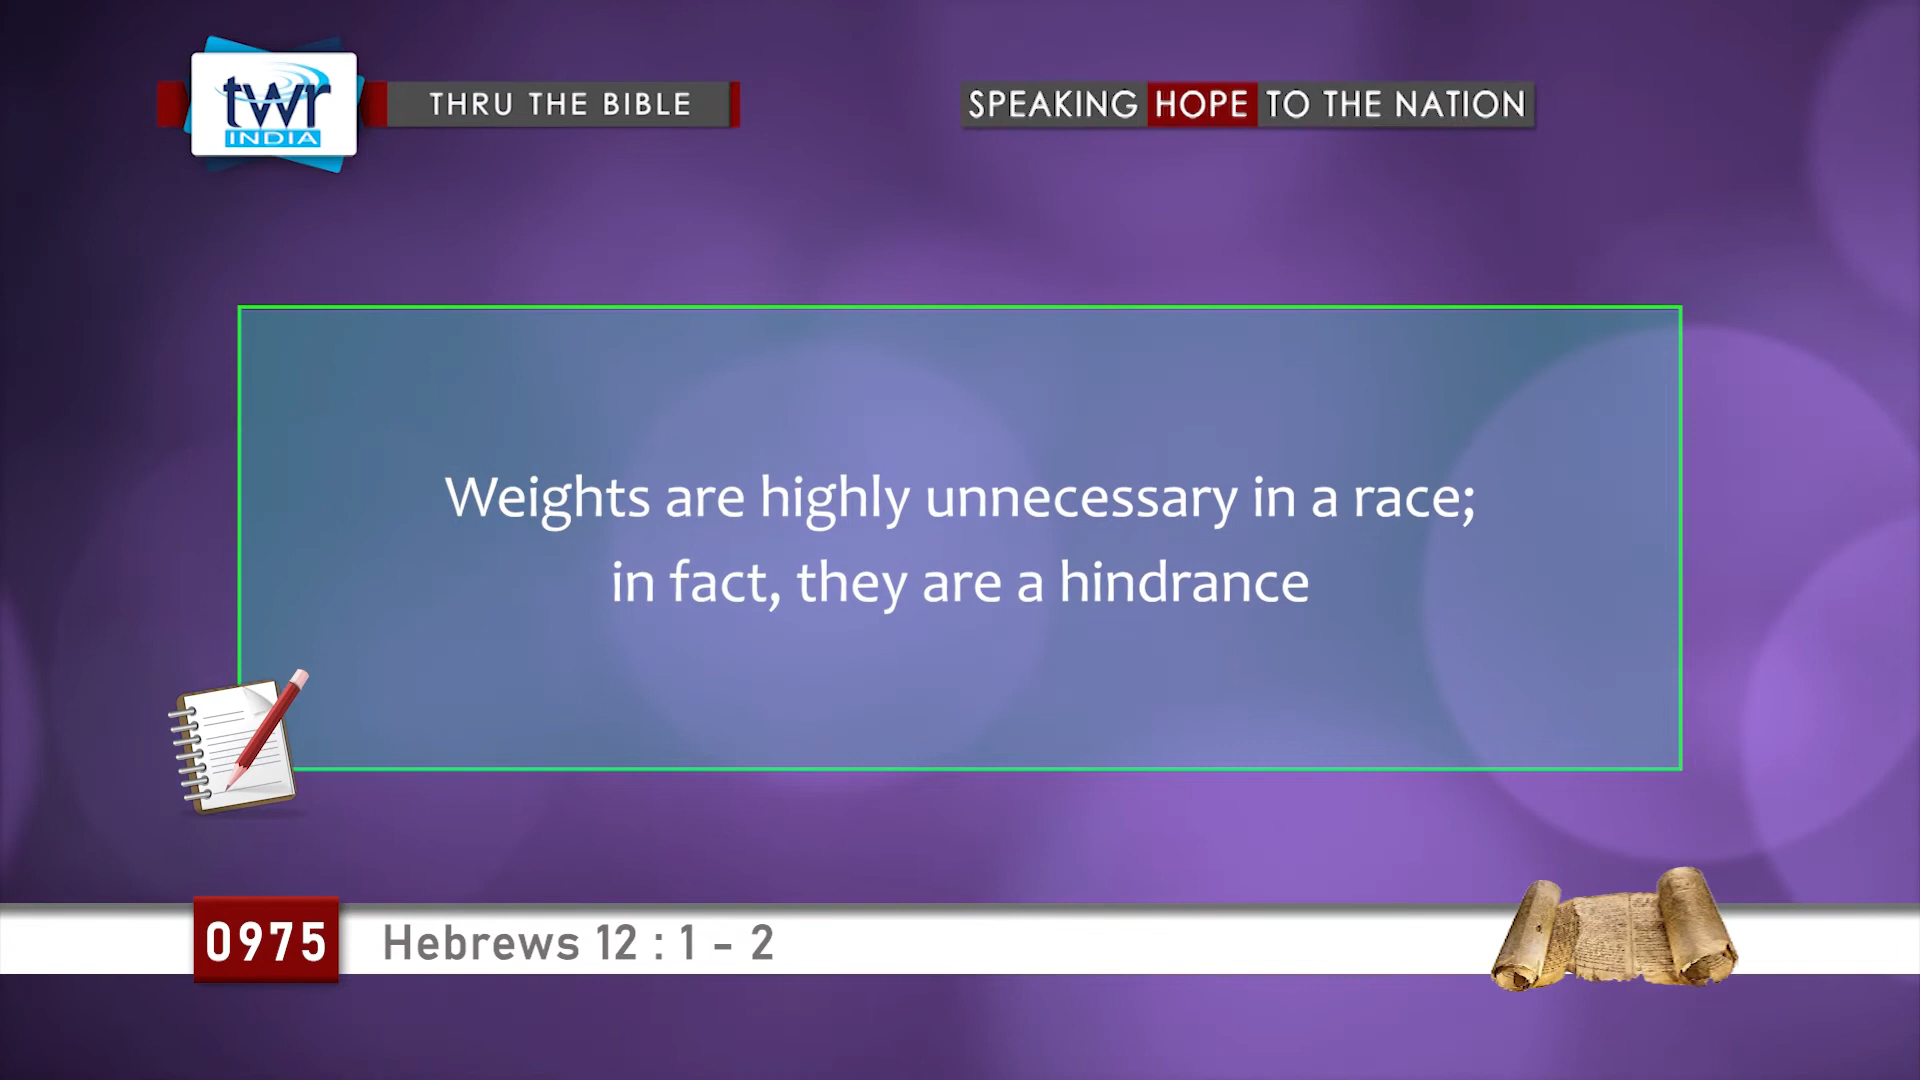 twr
INDIA
THRU THE BIBLE
SPEAKING HOPE TO THE NATION
Weights are highly unnecessary in a race;
in fact, they are a hindrance
0975
Hebrews 12 : 1 - 2